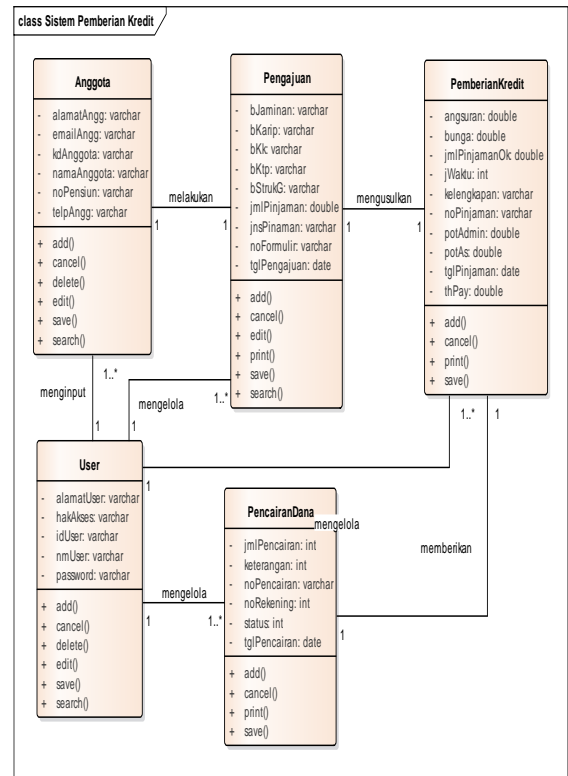 class Sistem Pemberian Kredit
Anggota
- alamatAngg: varchar
- emailAngg: varchar
- kdAnggota: varchar
- namaAnggota: varchar
- noPensiun: varchar
- telpAngg: varchar
+ add()
+ cancel()
+ delete()
+ edit()
+ save()
+ search()
melakukan
1
1
Pengajuan
- bJaminan: varchar
- bKarip: varchar
- bKk: varchar
- bKtp: varchar
- bStrukG: varchar
- jmlPinjaman: double
- jnsPinaman: varchar
- noFormulir: varchar
- tglPengajuan: date
+ add()
+ cancel()
+ edit()
+ print()
+ save()
+ search()
mengusulkan
1
1
PemberianKredit
- angsuran: double
- bunga: double
- jmlPinjamanOk: double
- jWaktu: int
- kelengkapan: varchar
- noPinjaman: varchar
- potAdmin: double
- potAs: double
- tglPinjaman: date
- thPay: double
+ add()
+ cancel()
+ print()
+ save()
1..*
menginput
1
mengelola
1..*
1
1..*
1
1
User
- alamatUser: varchar
- hakAkses: varchar
- idUser: varchar
- nmUser: varchar
- password: varchar
+ add()
+ cancel()
+ delete()
+ edit()
+ save()
+ search()
mengelola
1
1..*
PencairanDana
mengelola
- jmlPencairan: int
- keterangan: int
- noPencairan: varchar
- noRekening: int
- status: int
- tglPencairan: date
+ add()
+ cancel()
+ print()
+ save()
memberikan
1